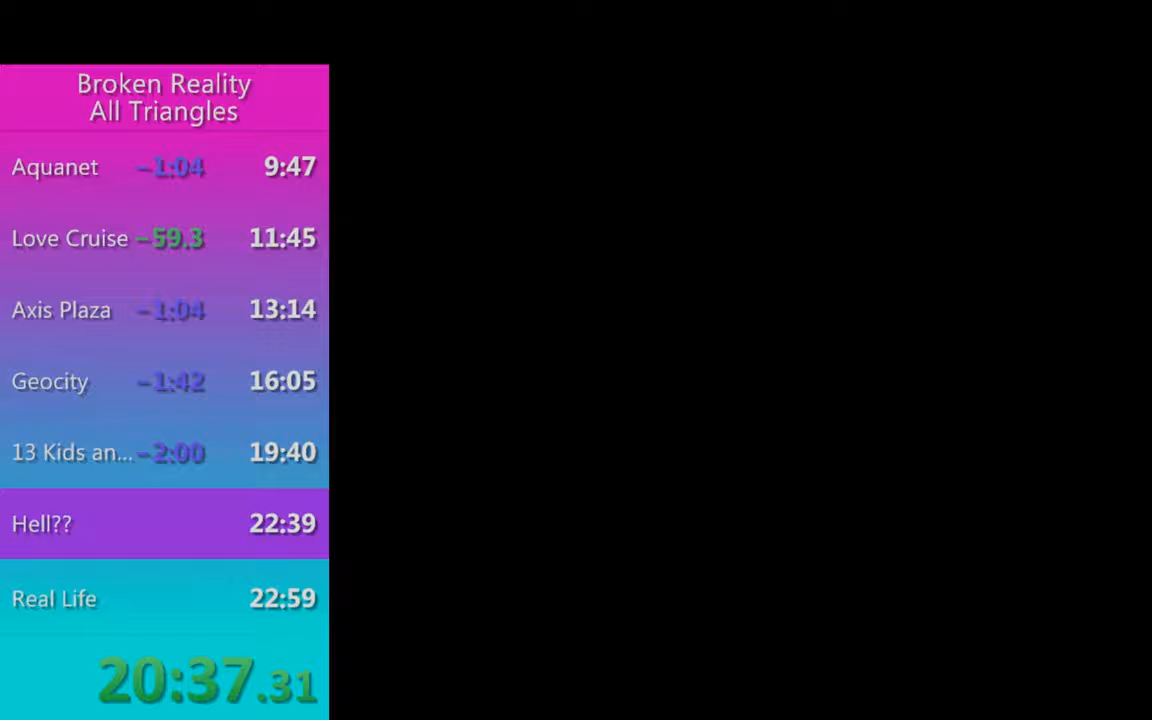 Broken Reality
All Triangles
Aquanet −1:04 9:47
Love Cruise −59.3 11:45
Axis Plaza −1:04 13:14
Geocity −1:42 16:05
13 Kids an... −2:00 19:40
Hell?? 22:39
Real Life 22:59
20:37.31